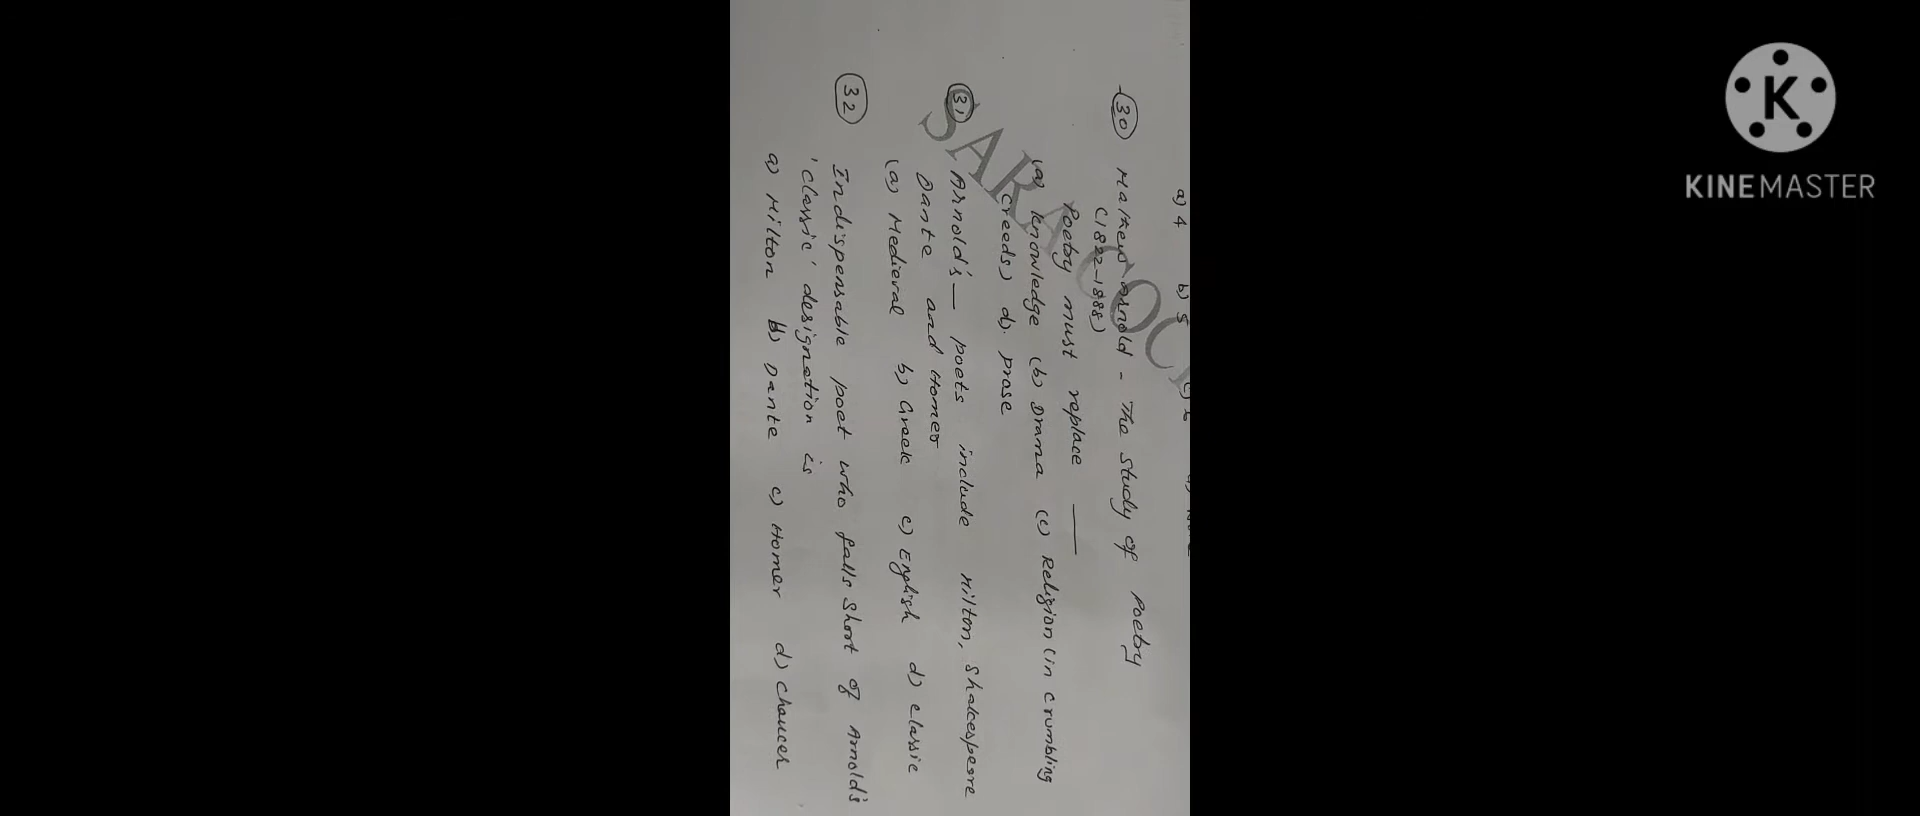 a) 4 b) 5
30 Mathew Arnold - The Study of Poetry
(1822-1888)
Poetry must replace ___
(a) Knowledge (b) Drama (c) Religion (in crumbling
creeds) d). prose
31 Arnold's — poets include Milton, Shakespeare
Dante and Homer
(a) Medieval b) Greek c) English d) classic
32 Indispensable poet who falls short of Arnold's
'classic' designation is
a) Milton b) Dante c) Homer d) Chaucer
KINEMASTER